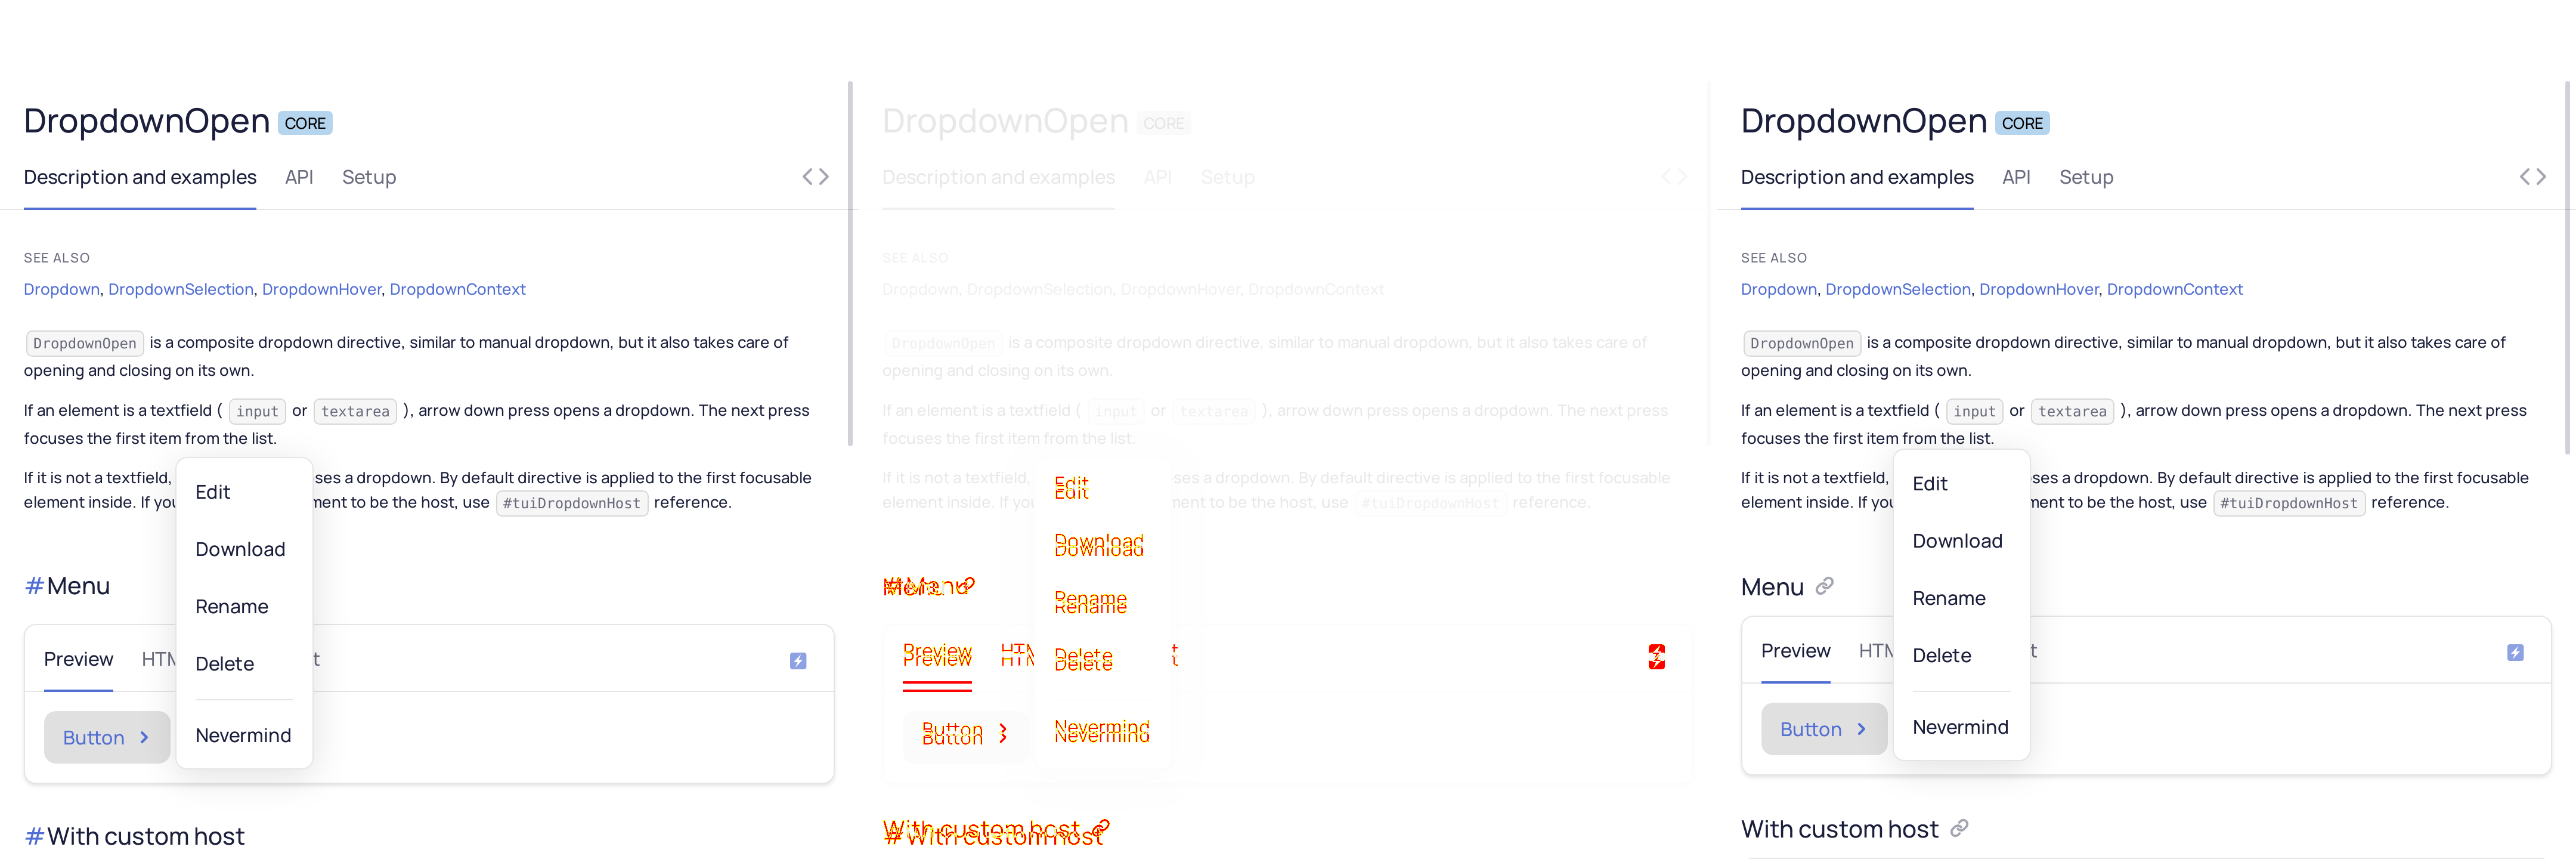 DropdownOpen CORE
Description and examples API Setup
SEE ALSO
Dropdown, DropdownSelection, DropdownHover, DropdownContext
DropdownOpen is a composite dropdown directive, similar to manual dropdown, but it also takes care of
opening and closing on its own.
If an element is a textfield ( input or textarea ), arrow down press opens a dropdown. The next press
focuses the first item from the list.
If it is not a textfield, ses a dropdown. By default directive is applied to the first focusable
element inside. If you ment to be the host, use #tuiDropdownHost reference.
Edit
Download
Rename
Delete
Nevermind
#Menu
Preview HTM t
Button
#With custom host
DropdownOpen CORE
Description and examples API Setup
SEE ALSO
Dropdown, DropdownSelection, DropdownHover, DropdownContext
DropdownOpen is a composite dropdown directive, similar to manual dropdown, but it also takes care of
opening and closing on its own.
If an element is a textfield ( input or textarea ), arrow down press opens a dropdown. The next press
focuses the first item from the list.
If it is not a textfield, ses a dropdown. By default directive is applied to the first focusable
element inside. If you ment to be the host, use #tuiDropdownHost reference.
Edit
Download
Rename
Delete
Nevermind
#Menu
Preview HTM t
Button
#With custom host
DropdownOpen CORE
Description and examples API Setup
SEE ALSO
Dropdown, DropdownSelection, DropdownHover, DropdownContext
DropdownOpen is a composite dropdown directive, similar to manual dropdown, but it also takes care of
opening and closing on its own.
If an element is a textfield ( input or textarea ), arrow down press opens a dropdown. The next press
focuses the first item from the list.
If it is not a textfield, ses a dropdown. By default directive is applied to the first focusable
element inside. If you ment to be the host, use #tuiDropdownHost reference.
Edit
Download
Rename
Delete
Nevermind
Menu
Preview HTM t
Button
With custom host